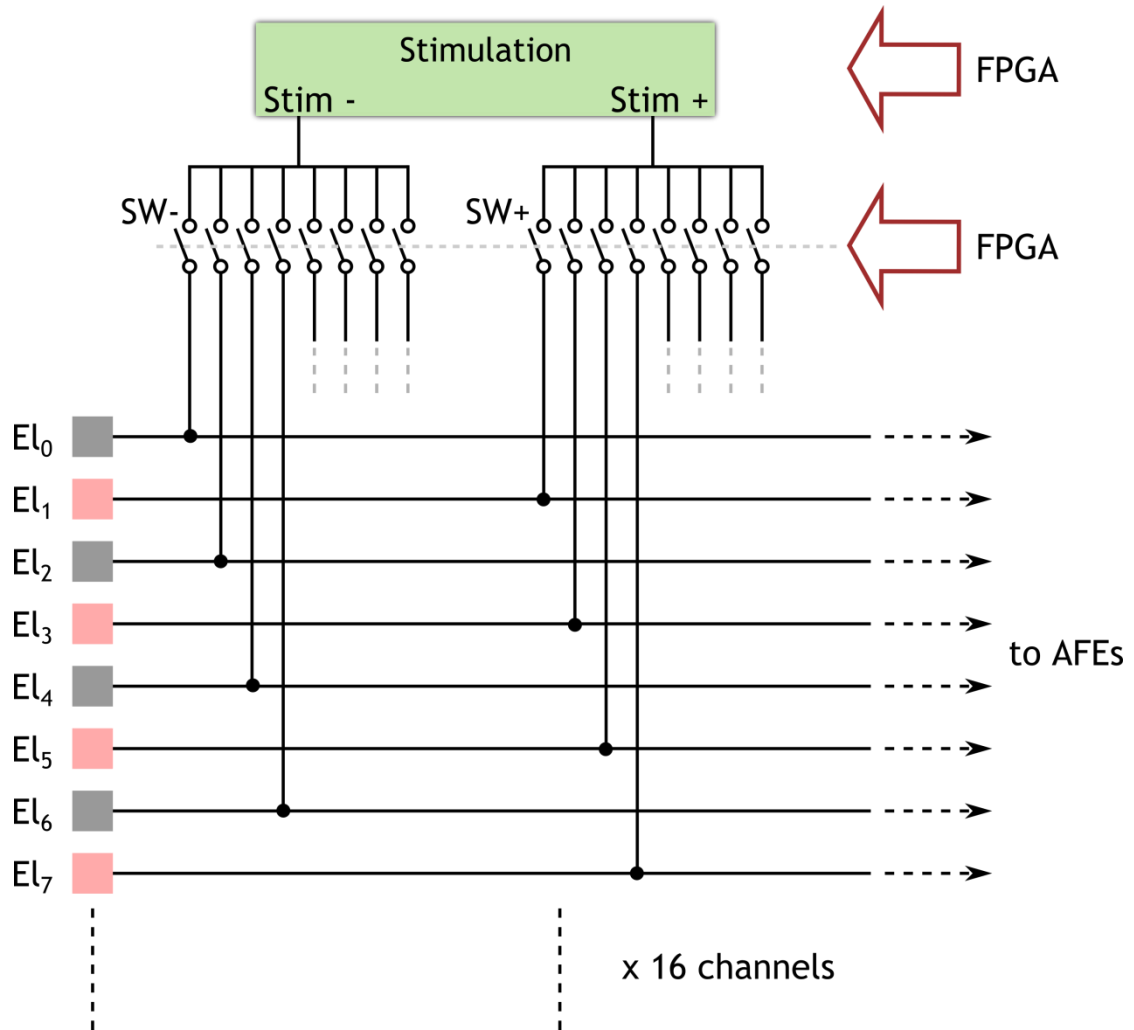 Stimulation
Stim -
Stim +
FPGA
SW-
SW+
FPGA
El₀
El₁
El₂
El₃
to AFEs
El₄
El₅
El₆
El₇
x 16 channels